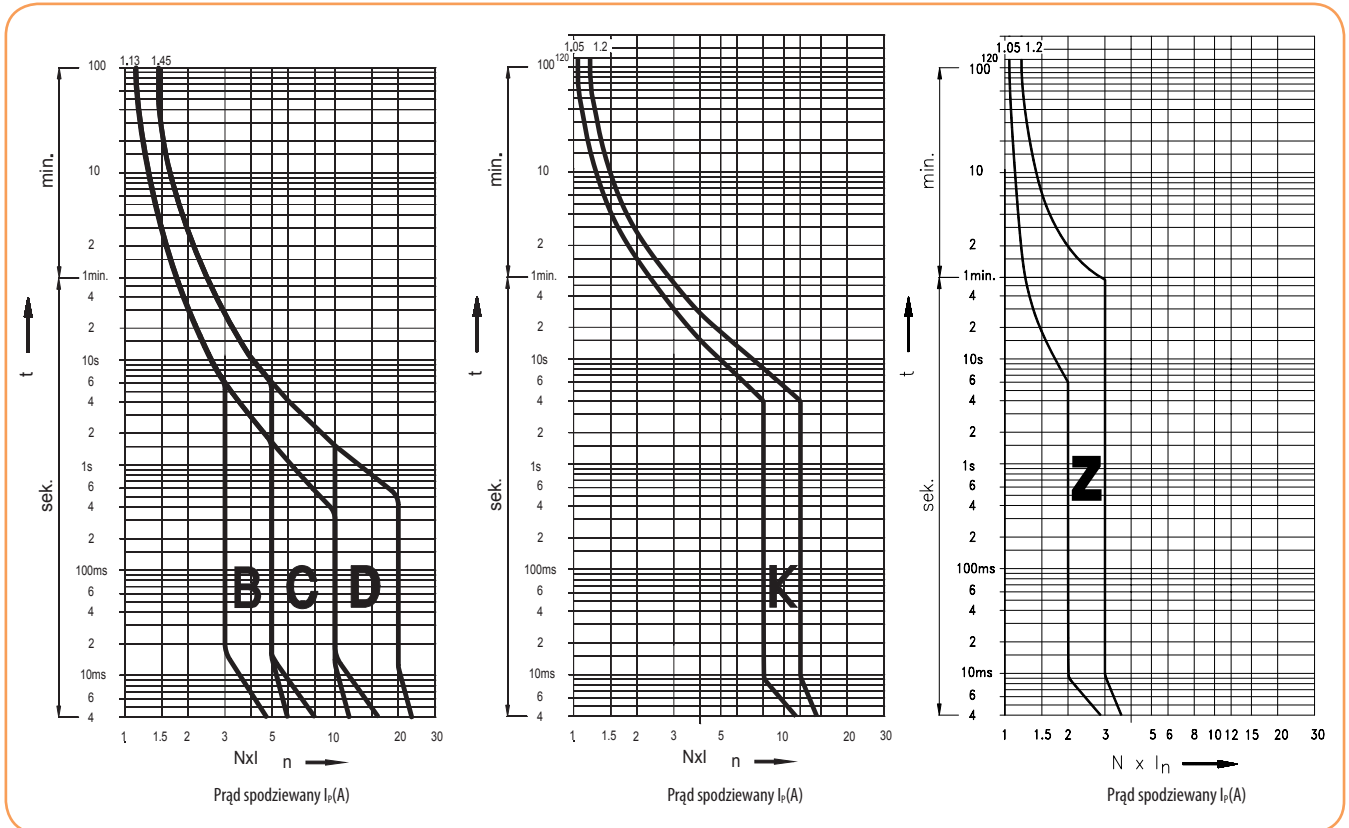 1.13 1.45
100
10
2
1min.
4
2
10s
6
4
2
1s
6
4
2
100ms
6
4
2
10ms
6
4
min.
sek.
t
B C D
1. 1.5 2 3 5 10 20 30
NxI n
Prąd spodziewany Iₚ(A)
1.05 1.2
120
100
10
2
1min.
4
2
10s
6
4
2
1s
6
4
2
100ms
6
4
2
10ms
6
4
min.
sek.
t
K
1 1.5 2 3 5 10 20 30
NxI n
Prąd spodziewany Iₚ(A)
1.05 1.2
120
100
10
2
1min.
4
2
10s
6
4
2
1s
6
4
2
100ms
6
4
2
10ms
6
4
min.
sek.
t
Z
1 1.5 2 3 5 6 8 10 12 15 20 30
N x Iₙ
Prąd spodziewany Iₚ(A)